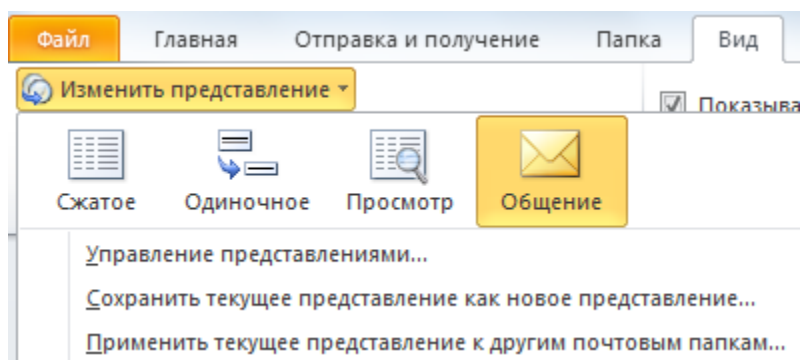 Файл Главная Отправка и получение Папка Вид
Изменить представление
Сжатое Одиночное Просмотр Общение
Управление представлениями...
Сохранить текущее представление как новое представление...
Применить текущее представление к другим почтовым папкам...